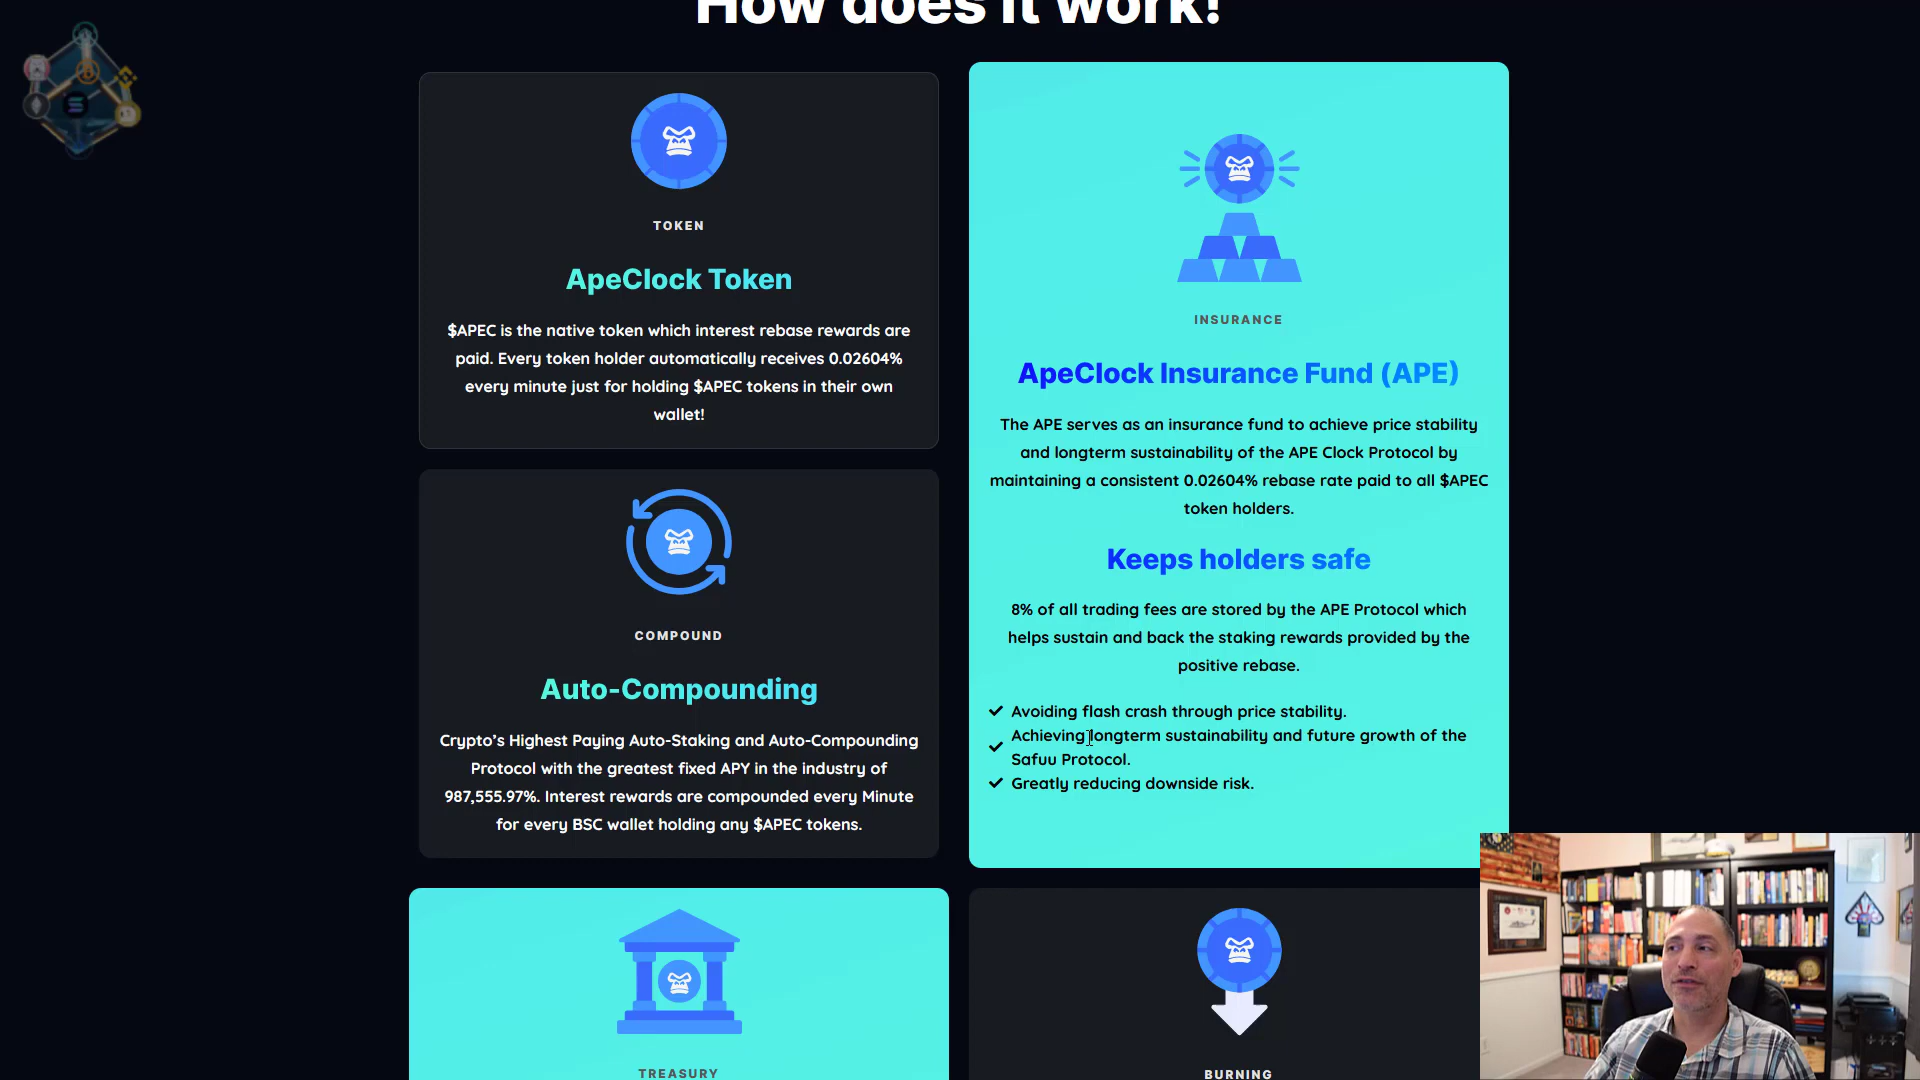 How does it work!
TOKEN
ApeClock Token
$APEC is the native token which interest rebase rewards are
paid. Every token holder automatically receives 0.02604%
every minute just for holding $APEC tokens in their own
wallet!
COMPOUND
Auto-Compounding
Crypto’s Highest Paying Auto-Staking and Auto-Compounding
Protocol with the greatest fixed APY in the industry of
987,555.97%. Interest rewards are compounded every Minute
for every BSC wallet holding any $APEC tokens.
INSURANCE
ApeClock Insurance Fund (APE)
The APE serves as an insurance fund to achieve price stability
and longterm sustainability of the APE Clock Protocol by
maintaining a consistent 0.02604% rebase rate paid to all $APEC
token holders.
Keeps holders safe
8% of all trading fees are stored by the APE Protocol which
helps sustain and back the staking rewards provided by the
positive rebase.
Avoiding flash crash through price stability.
Achieving longterm sustainability and future growth of the
Safuu Protocol.
Greatly reducing downside risk.
TREASURY
BURNING